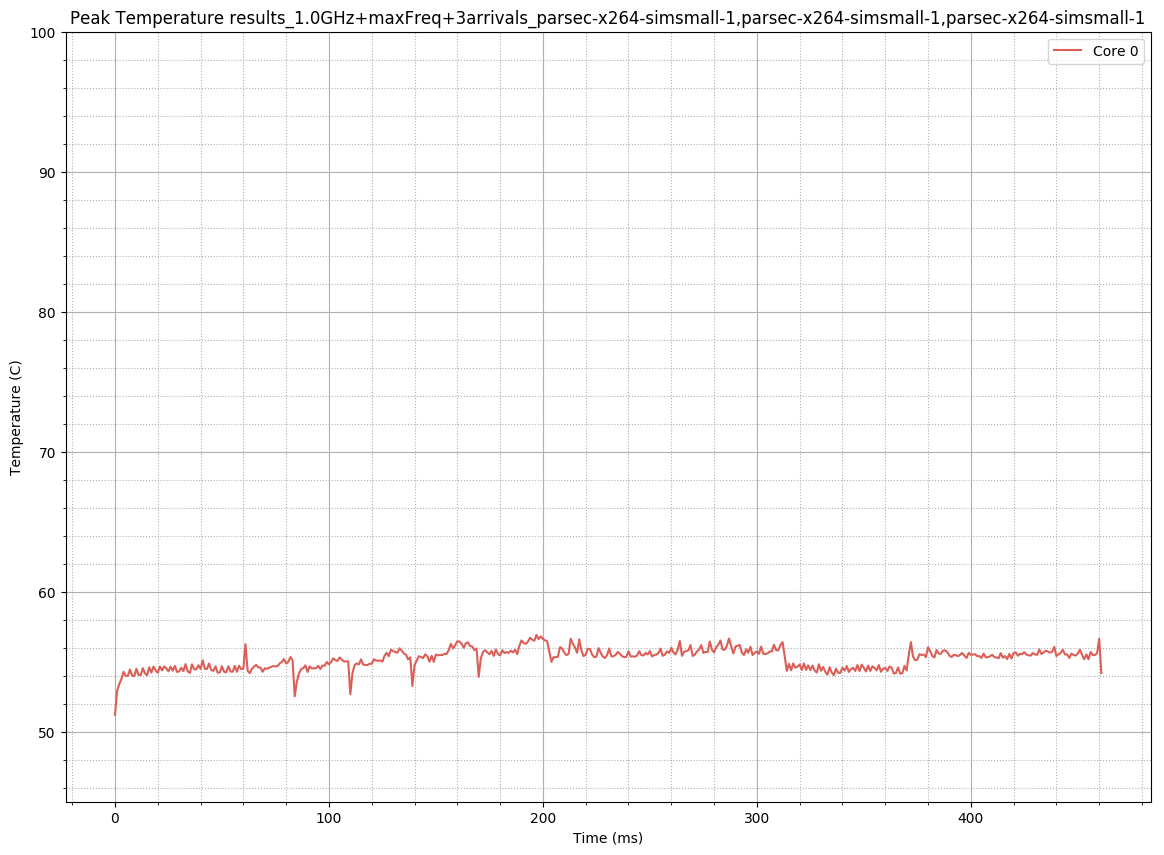 Peak Temperature results_1.0GHz+maxFreq+3arrivals_parsec-x264-simsmall-1,parsec-x264-simsmall-1,parsec-x264-simsmall-1
Core 0
100
90
80
70
60
50
Temperature (C)
0 100 200 300 400
Time (ms)